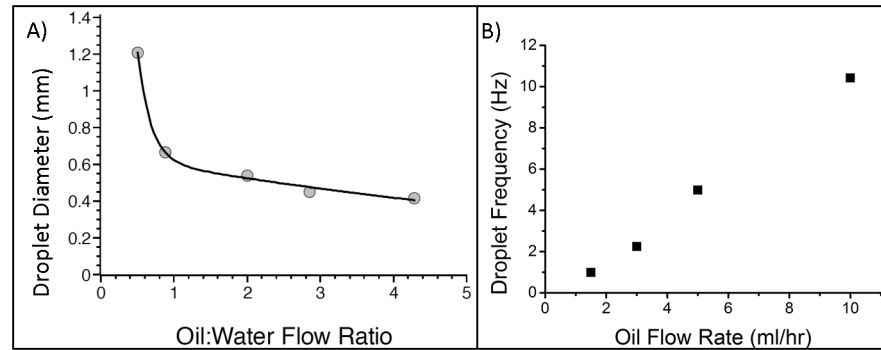 A)
Droplet Diameter (mm)
1.4
1.2
1
0.8
0.6
0.4
0.2
0
0 1 2 3 4 5
Oil:Water Flow Ratio
B)
Droplet Frequency (Hz)
12
10
8
6
4
2
0
0 2 4 6 8 10
Oil Flow Rate (ml/hr)